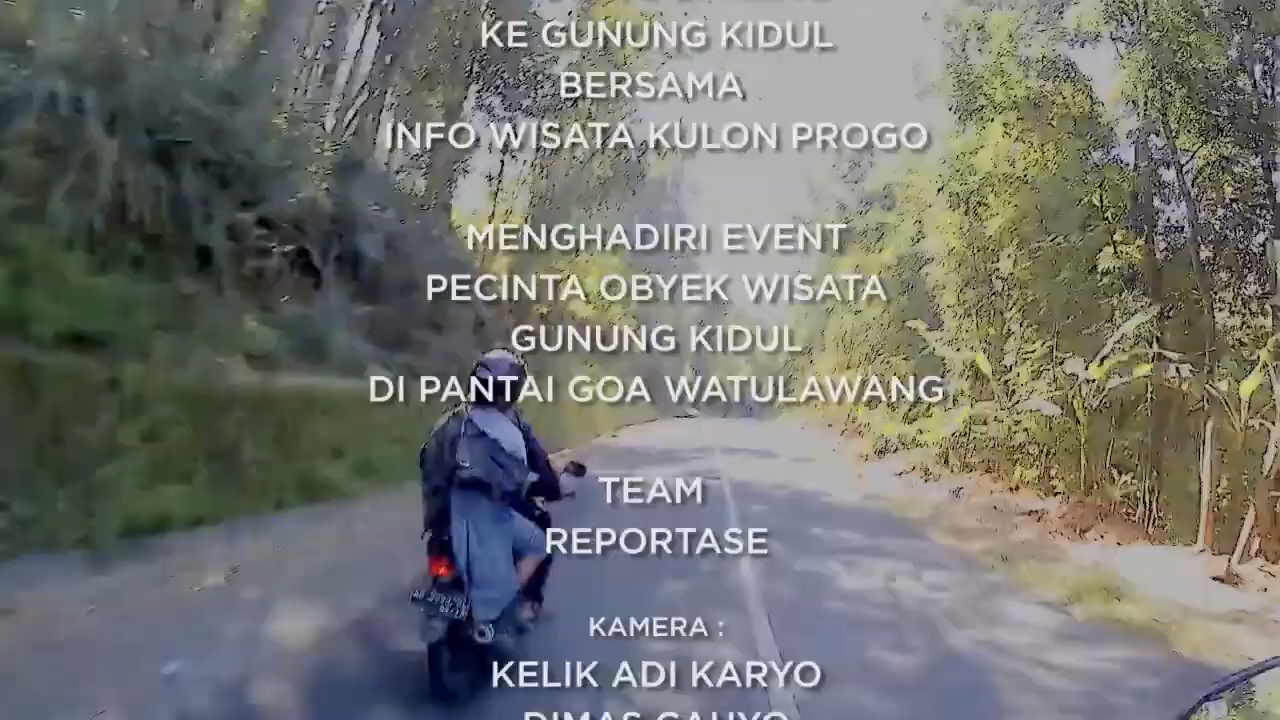 KE GUNUNG KIDUL
BERSAMA
INFO WISATA KULON PROGO
MENGHADIRI EVENT
PECINTA OBYEK WISATA
GUNUNG KIDUL
DI PANTAI GOA WATULAWANG
TEAM
REPORTASE
KAMERA :
KELIK ADI KARYO
DIMAS